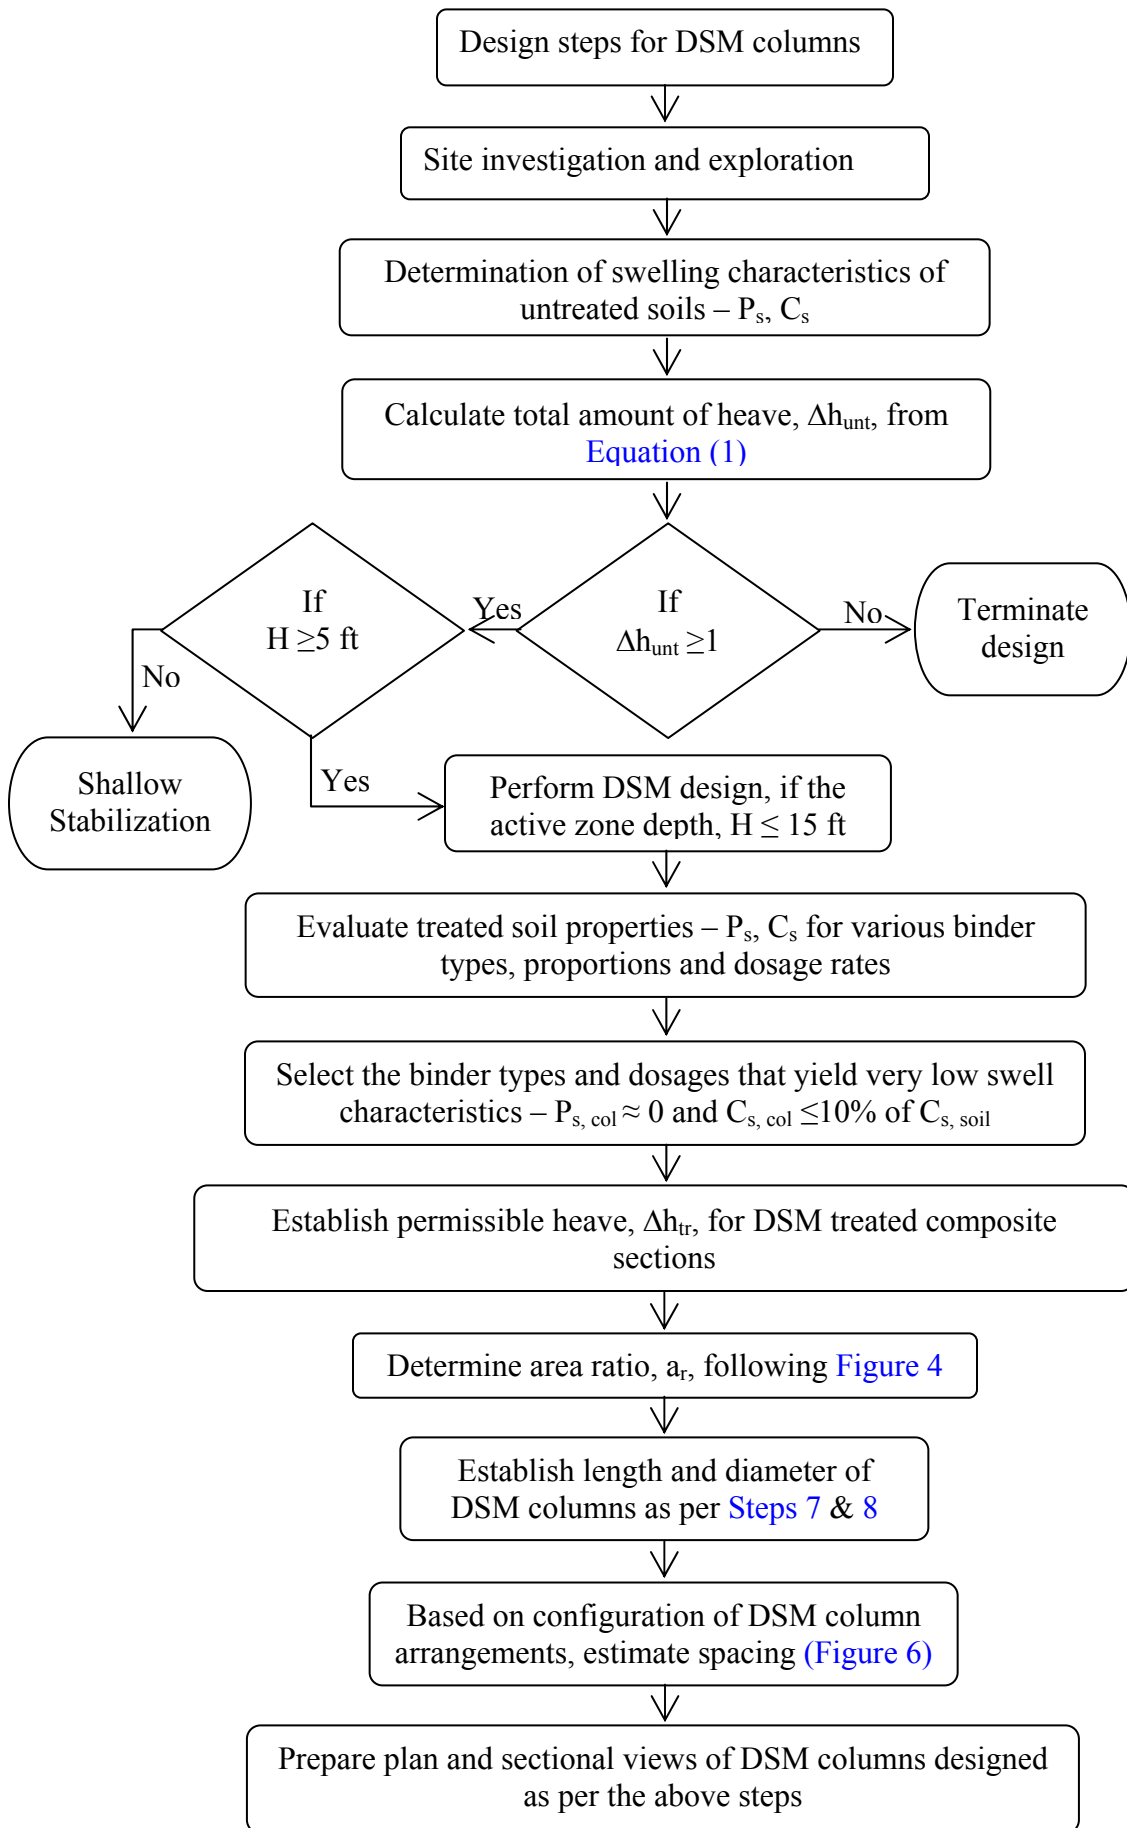 Design steps for DSM columns
Site investigation and exploration
Determination of swelling characteristics of
untreated soils – Ps, Cs
Calculate total amount of heave, Δhunt, from
Equation (1)
If
H ≥5 ft
Yes
If
Δhunt ≥1
No
Terminate
design
No
Shallow
Stabilization
Yes
Perform DSM design, if the
active zone depth, H ≤ 15 ft
Evaluate treated soil properties – Ps, Cs for various binder
types, proportions and dosage rates
Select the binder types and dosages that yield very low swell
characteristics – Ps, col ≈ 0 and Cs, col ≤10% of Cs, soil
Establish permissible heave, Δhtr, for DSM treated composite
sections
Determine area ratio, ar, following Figure 4
Establish length and diameter of
DSM columns as per Steps 7 & 8
Based on configuration of DSM column
arrangements, estimate spacing (Figure 6)
Prepare plan and sectional views of DSM columns designed
as per the above steps